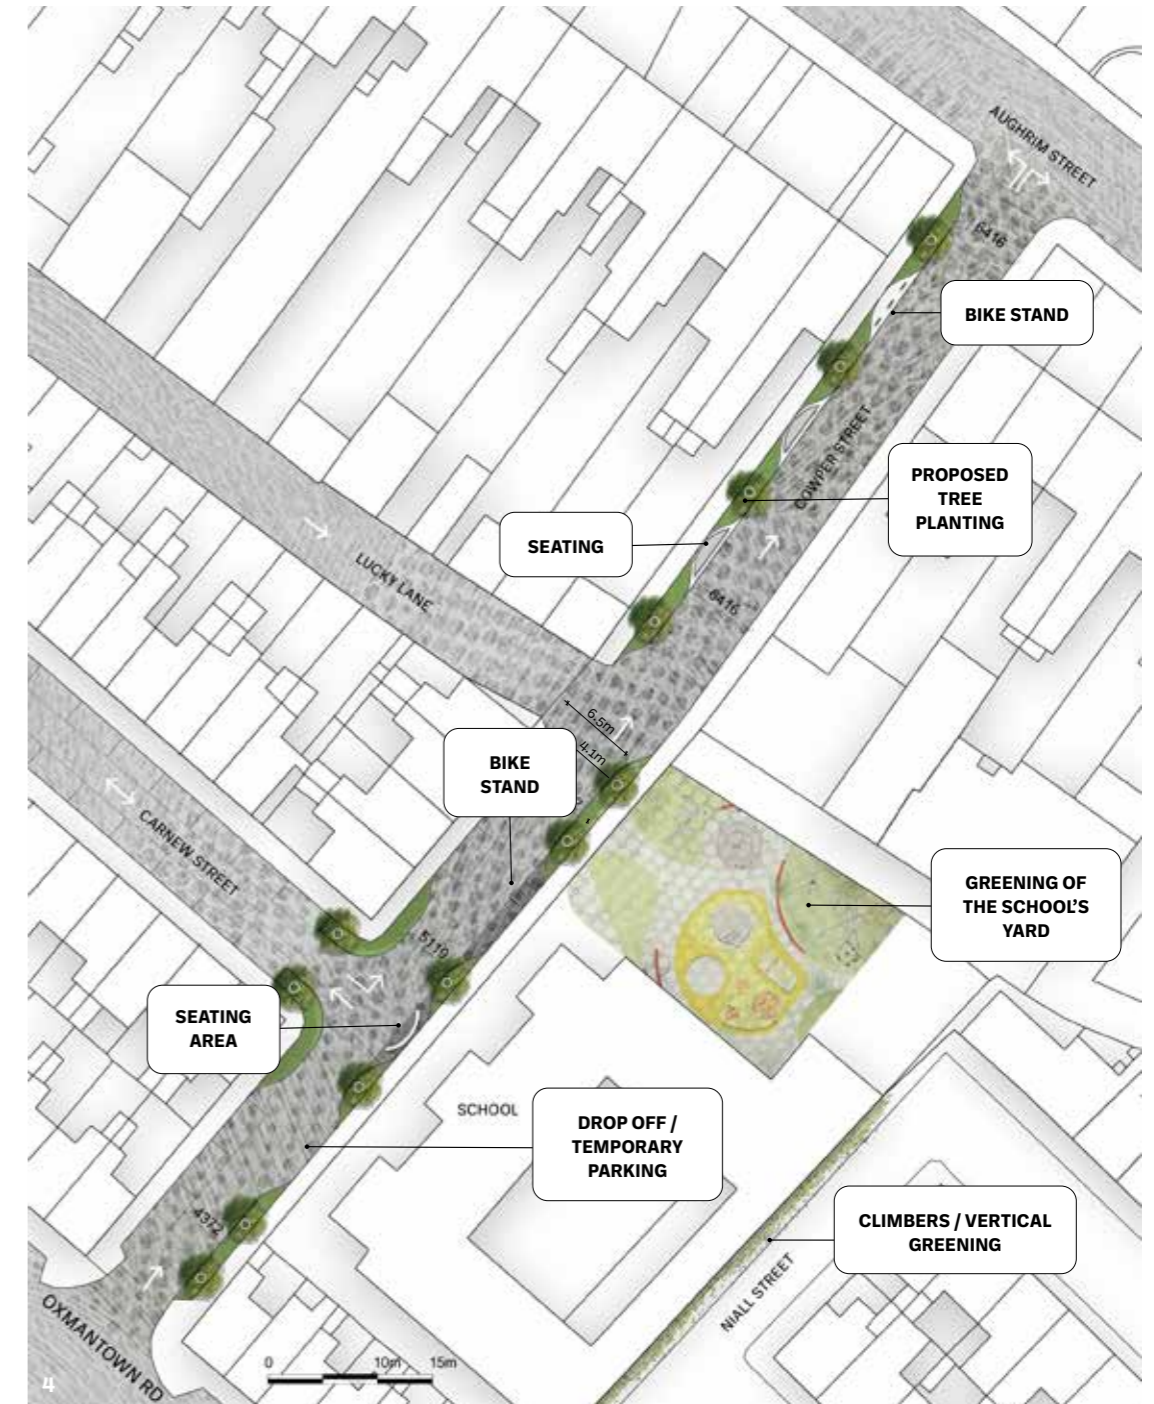 AUGHRIM STREET
6416
BIKE STAND
COWPER STREET
PROPOSED
TREE
PLANTING
SEATING
LUCKY LANE
6416
6.5m
4.1m
BIKE
STAND
CARNEW STREET
GREENING OF
THE SCHOOL'S
YARD
5119
SEATING
AREA
SCHOOL
DROP OFF /
TEMPORARY
PARKING
4372
CLIMBERS / VERTICAL
GREENING
NIALL STREET
OXMANTOWN RD
0 10m 15m
4